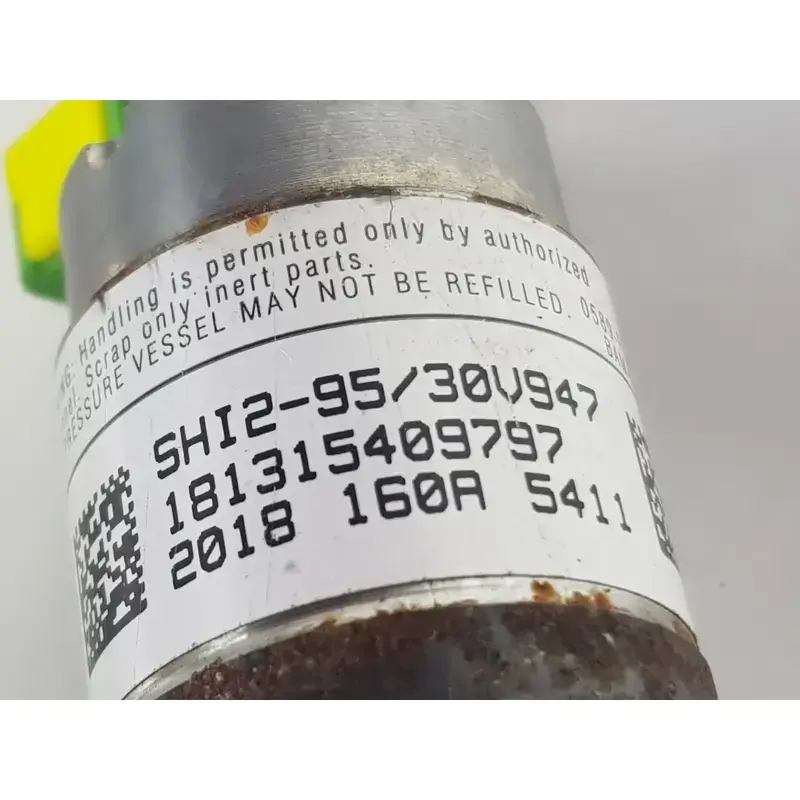 Handling is permitted only by authorized
Scrap only inert parts.
PRESSURE VESSEL MAY NOT BE REFILLED. 0589
SHI2-95/30V947
181315409797
2018 160A 5411